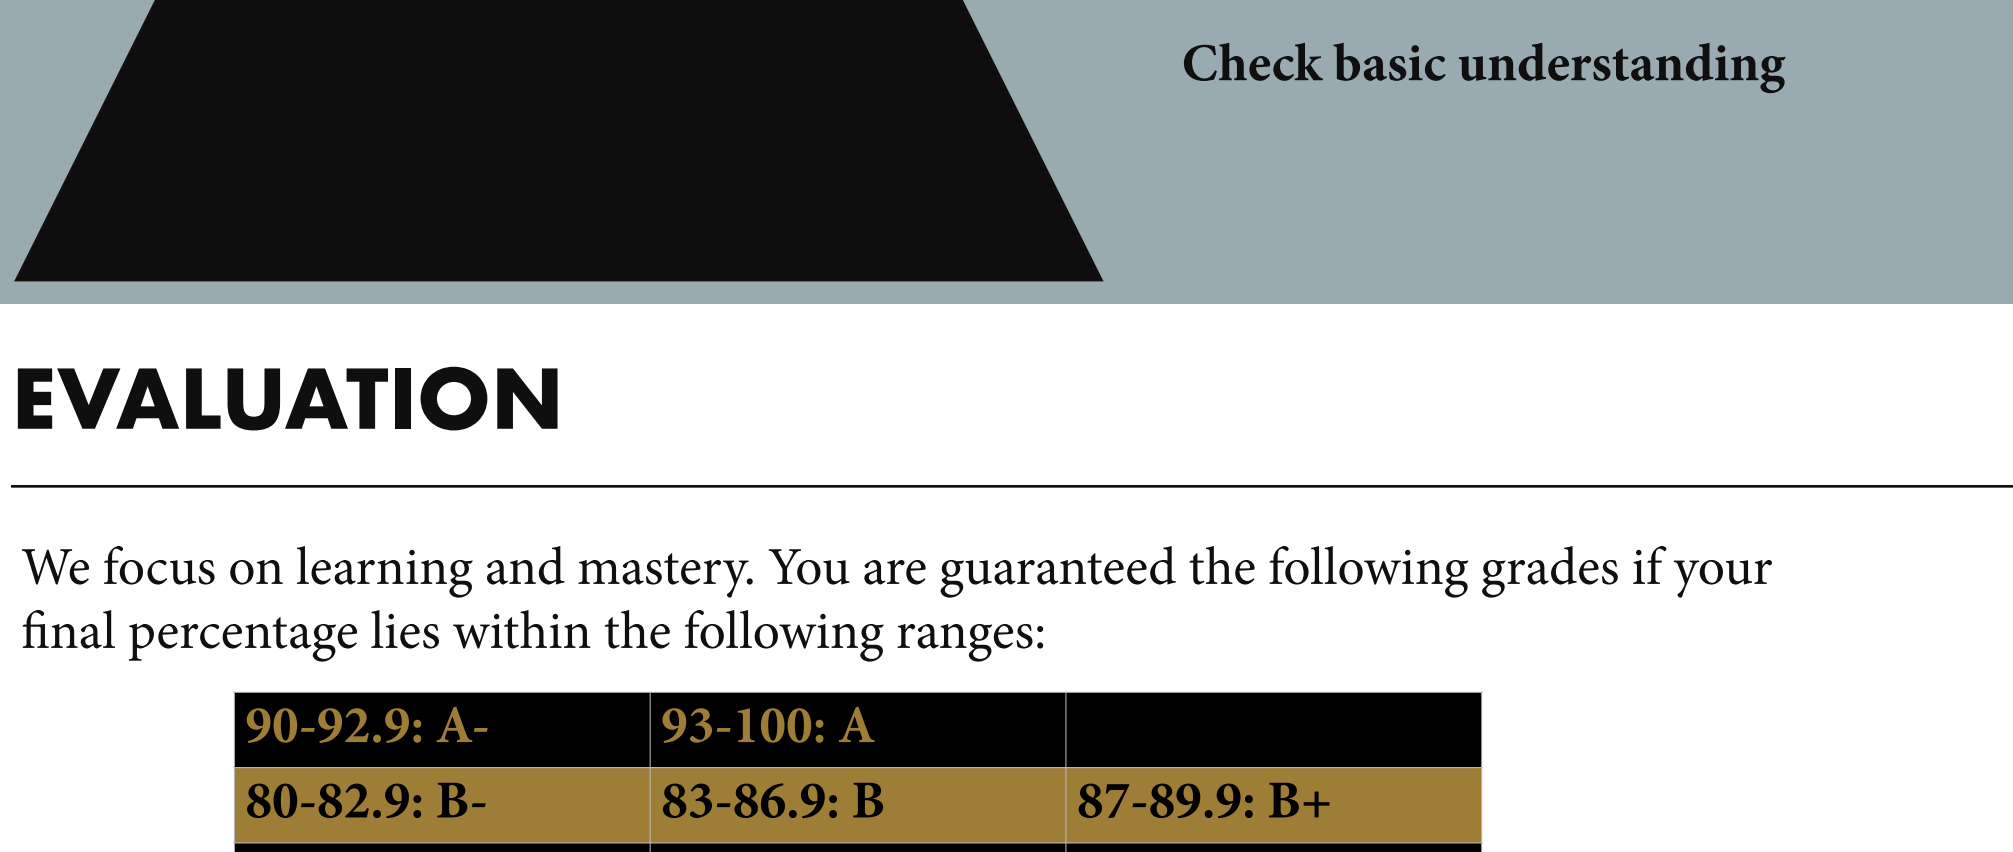 Check basic understanding
EVALUATION
We focus on learning and mastery. You are guaranteed the following grades if your
final percentage lies within the following ranges:
90-92.9: A-
93-100: A
80-82.9: B-
83-86.9: B
87-89.9: B+